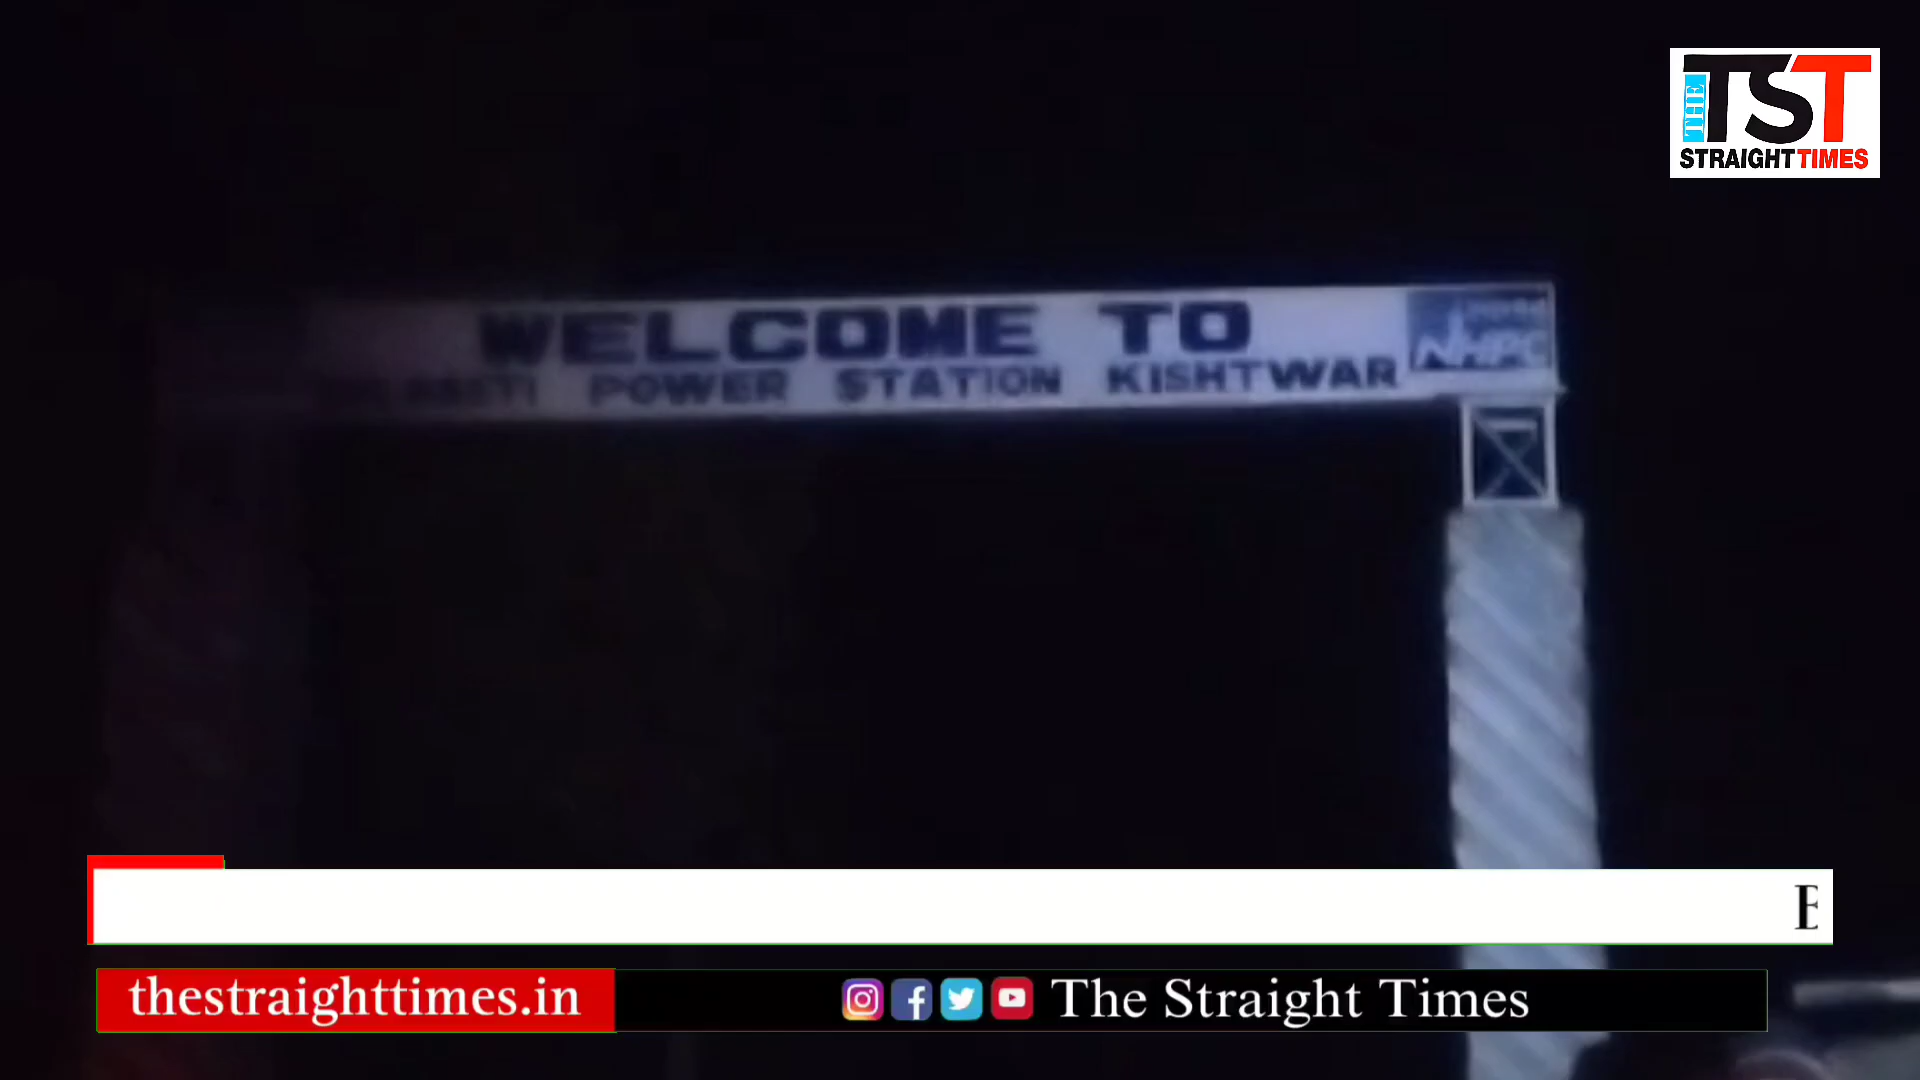 THE TST
STRAIGHT TIMES
WELCOME TO
POWER STATION KISHTWAR
NHPC
E
thestraighttimes.in
The Straight Times